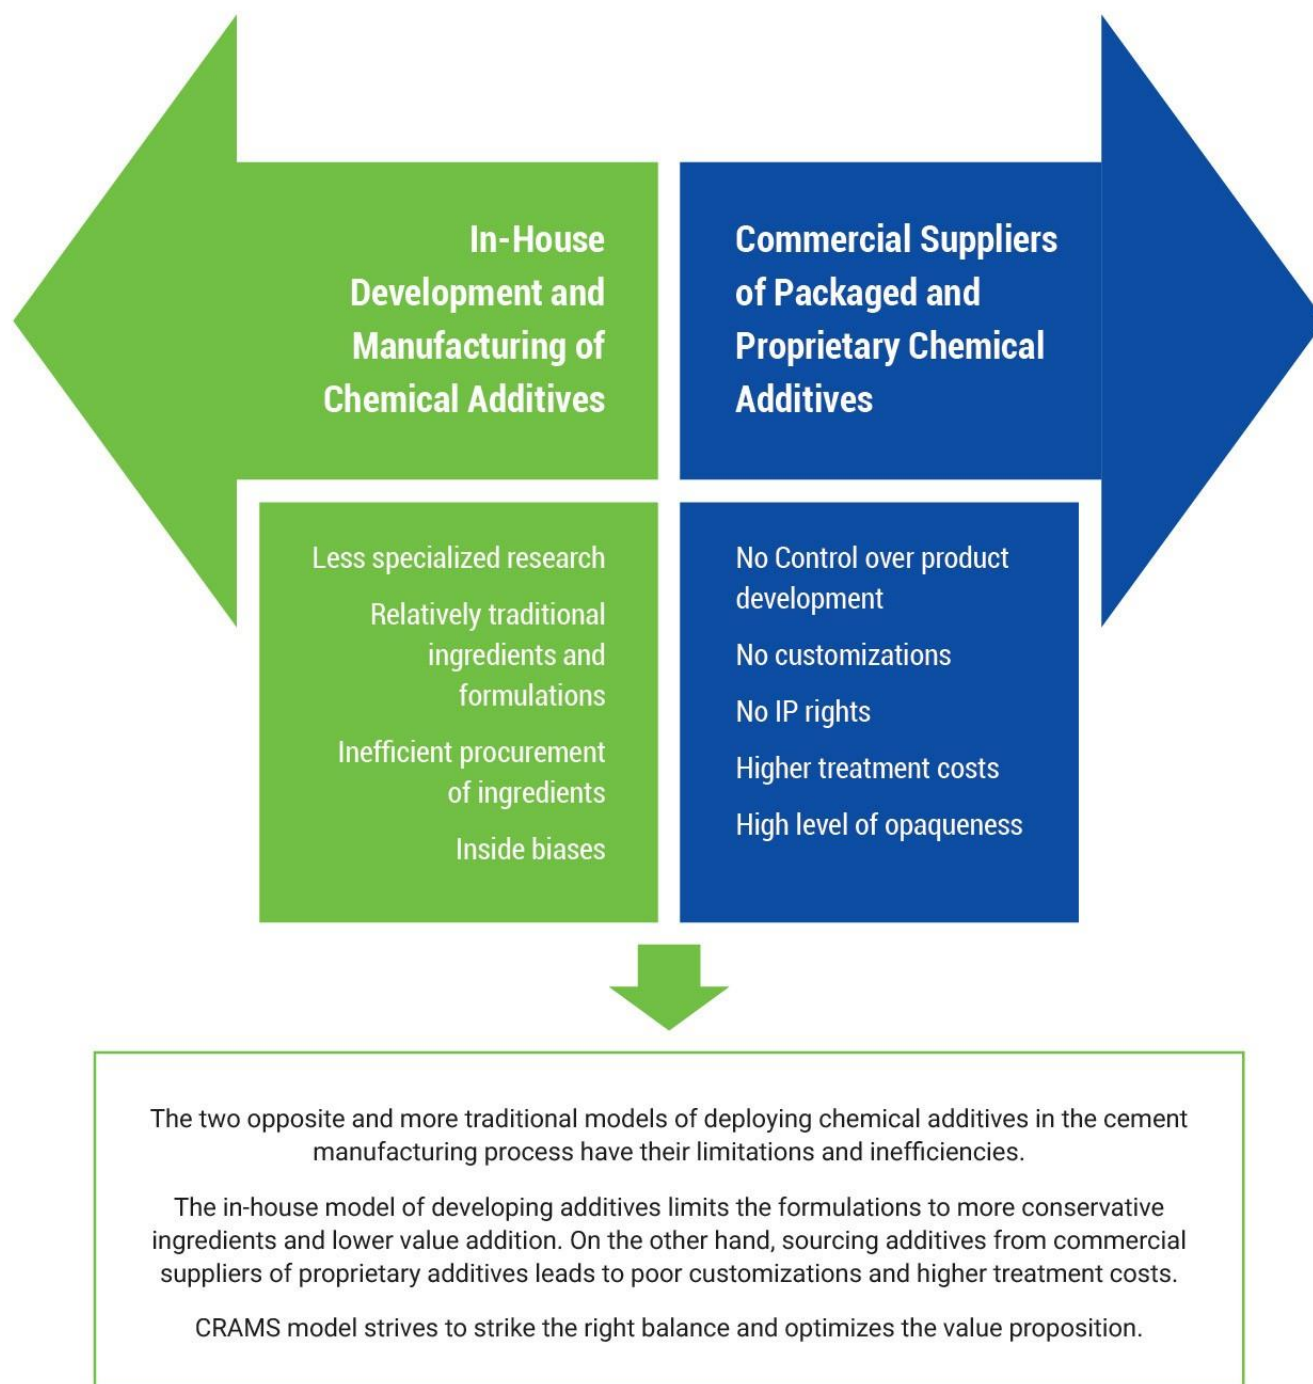 In-House
Development and
Manufacturing of
Chemical Additives
Commercial Suppliers
of Packaged and
Proprietary Chemical
Additives
Less specialized research
Relatively traditional
ingredients and
formulations
Inefficient procurement
of ingredients
Inside biases
No Control over product
development
No customizations
No IP rights
Higher treatment costs
High level of opaqueness
The two opposite and more traditional models of deploying chemical additives in the cement
manufacturing process have their limitations and inefficiencies.
The in-house model of developing additives limits the formulations to more conservative
ingredients and lower value addition. On the other hand, sourcing additives from commercial
suppliers of proprietary additives leads to poor customizations and higher treatment costs.
CRAMS model strives to strike the right balance and optimizes the value proposition.